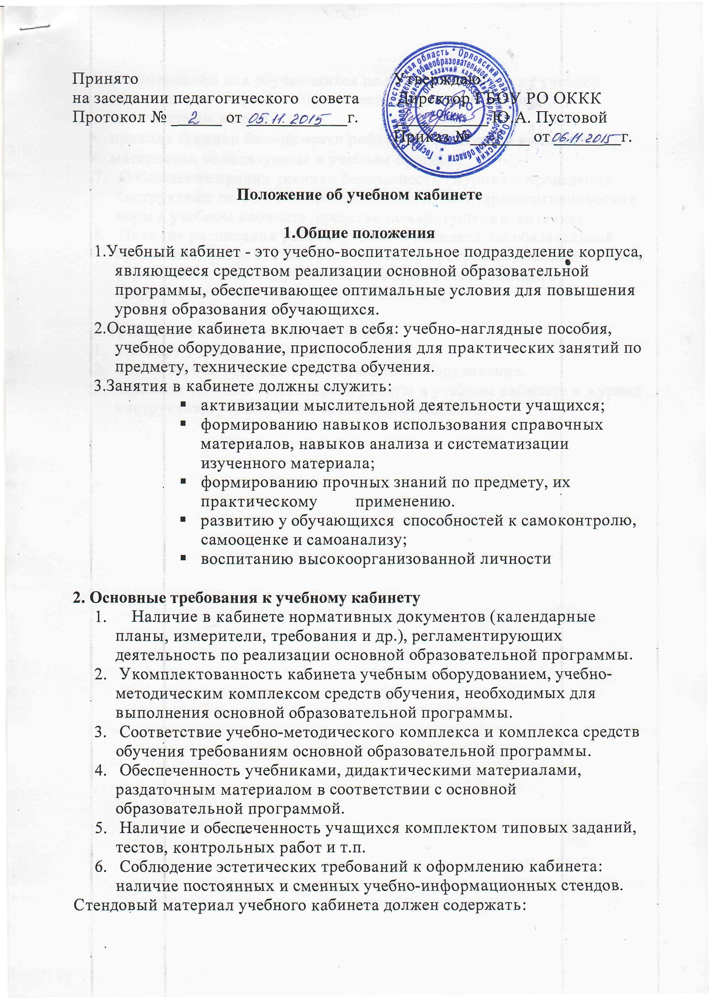 Принято
на заседании педагогического совета
Протокол № ______ 2 от 05.11.2015 г.
Утверждаю:
Директор ГБОУ РО ОККК
__________ Ю.А. Пустовой
Приказ № _______ от 06.11.2015 г.
ГБОУ РО
«ОККК»
Положение об учебном кабинете
1.Общие положения
1.Учебный кабинет - это учебно-воспитательное подразделение корпуса,
являющееся средством реализации основной образовательной
программы, обеспечивающее оптимальные условия для повышения
уровня образования обучающихся.
2.Оснащение кабинета включает в себя: учебно-наглядные пособия,
учебное оборудование, приспособления для практических занятий по
предмету, технические средства обучения.
3.Занятия в кабинете должны служить:
▪ активизации мыслительной деятельности учащихся;
▪ формированию навыков использования справочных
материалов, навыков анализа и систематизации
изученного материала;
▪ формированию прочных знаний по предмету, их
практическому применению.
▪ развитию у обучающихся способностей к самоконтролю,
самооценке и самоанализу;
▪ воспитанию высокоорганизованной личности
2. Основные требования к учебному кабинету
1. Наличие в кабинете нормативных документов (календарные
планы, измерители, требования и др.), регламентирующих
деятельность по реализации основной образовательной программы.
2. Укомплектованность кабинета учебным оборудованием, учебно-
методическим комплексом средств обучения, необходимых для
выполнения основной образовательной программы.
3. Соответствие учебно-методического комплекса и комплекса средств
обучения требованиям основной образовательной программы.
4. Обеспеченность учебниками, дидактическими материалами,
раздаточным материалом в соответствии с основной
образовательной программой.
5. Наличие и обеспеченность учащихся комплектом типовых заданий,
тестов, контрольных работ и т.п.
6. Соблюдение эстетических требований к оформлению кабинета:
наличие постоянных и сменных учебно-информационных стендов.
Стендовый материал учебного кабинета должен содержать: